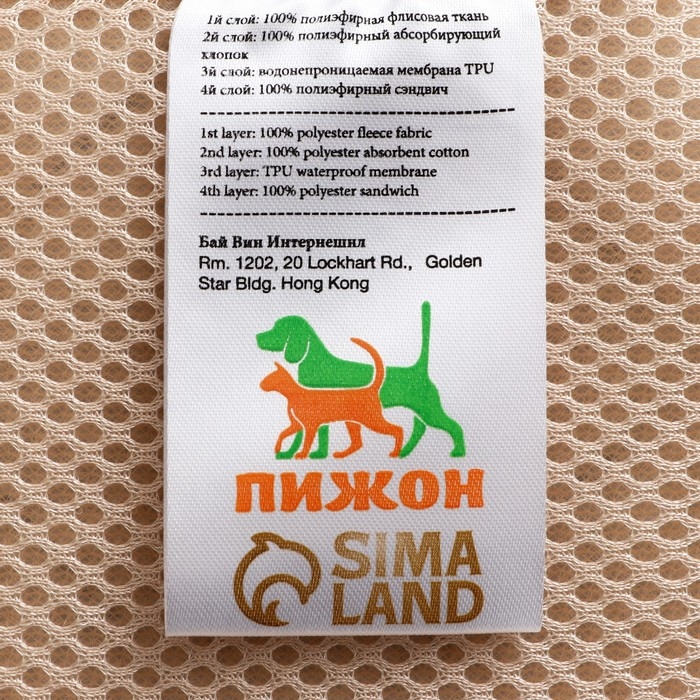 1й слой: 100% полиэфирная флисовая ткань
2й слой: 100% полиэфирный абсорбирующий
хлопок
3й слой: водонепроницаемая мембрана TPU
4й слой: 100% полиэфирный сэндвич
1st layer: 100% polyester fleece fabric
2nd layer: 100% polyester absorbent cotton
3rd layer: TPU waterproof membrane
4th layer: 100% polyester sandwich
Бай Вин Интернешнл
Rm. 1202, 20 Lockhart Rd., Golden
Star Bldg. Hong Kong
ПИЖОН
SIMA
LAND